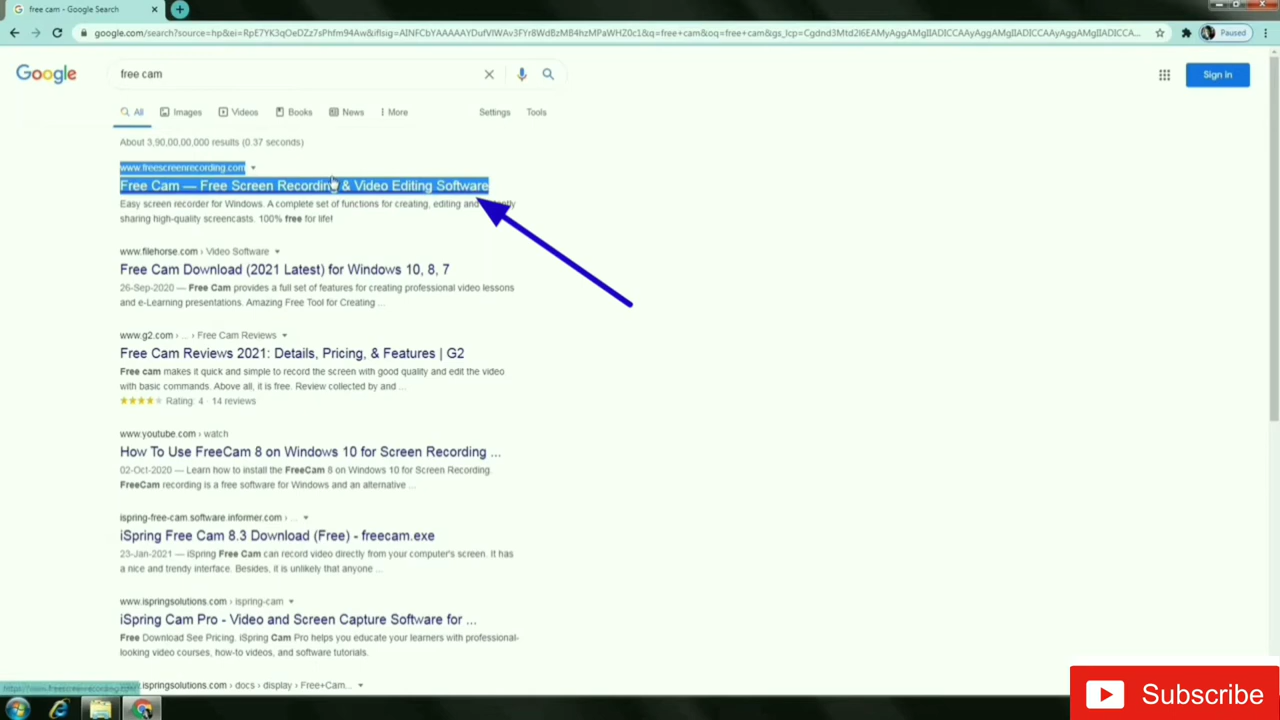 free cam - Google Search
google.com/search?source=hp&ei=
Paused
Google
free cam
Sign in
All Images Videos Books News More Settings Tools
About 3,90,00,00,000 results (0.37 seconds)
www.freescreenrecording.com
Free Cam — Free Screen Recording & Video Editing Software
Easy screen recorder for Windows. A complete set of functions for creating, editing and
sharing high-quality screencasts. 100% free for life!
www.filehorse.com › Video Software
Free Cam Download (2021 Latest) for Windows 10, 8, 7
26-Sep-2020 — Free Cam provides a full set of features for creating professional video lessons
and e-Learning presentations. Amazing Free Tool for Creating ...
www.g2.com › ... › Free Cam Reviews
Free Cam Reviews 2021: Details, Pricing, & Features | G2
Free cam makes it quick and simple to record the screen with good quality and edit the video
with basic commands. Above all, it is free. Review collected by and ...
Rating: 4 · 14 reviews
www.youtube.com › watch
How To Use FreeCam 8 on Windows 10 for Screen Recording ...
02-Oct-2020 — Learn how to install the FreeCam 8 on Windows 10 for Screen Recording.
FreeCam recording is a free software for Windows and an alternative ...
ispring-free-cam.software.informer.com › ...
iSpring Free Cam 8.3 Download (Free) - freecam.exe
23-Jan-2021 — iSpring Free Cam can record video directly from your computer's screen. It has
a nice and trendy interface. Besides, it is unlikely that anyone ...
www.ispringsolutions.com › ispring-cam
iSpring Cam Pro - Video and Screen Capture Software for ...
Free Download See Pricing. iSpring Cam Pro helps you educate your learners with professional-
looking video courses, how-to videos, and software tutorials.
ispringsolutions.com › docs › display › Free+Cam...
Subscribe